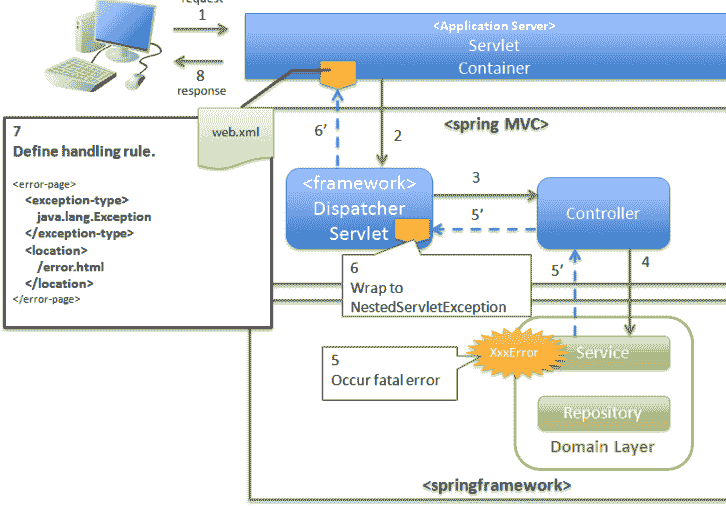 request
1
8
response
<Application Server>
Servlet
Container
7
Define handling rule.
<error-page>
<exception-type>
java.lang.Exception
</exception-type>
<location>
/error.html
</location>
</error-page>
web.xml
6’
2
<spring MVC>
<framework>
Dispatcher
Servlet
3
5’
Controller
6
Wrap to
NestedServletException
5’
4
5
Occur fatal error
XxxError
Service
Repository
Domain Layer
<springframework>